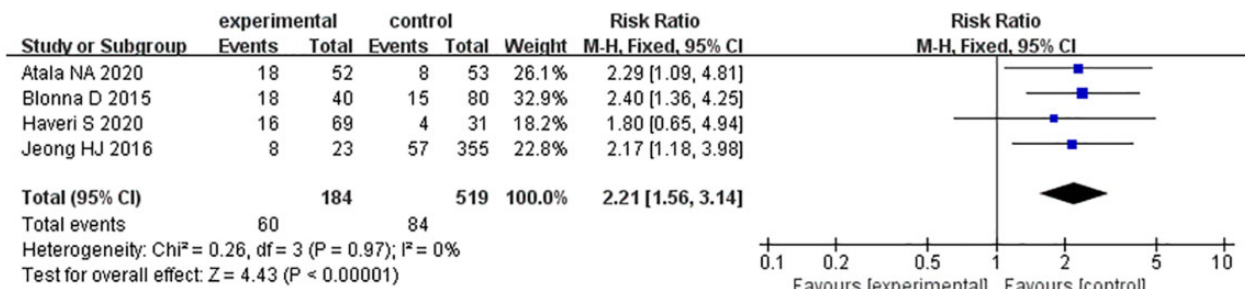 experimental control Risk Ratio Risk Ratio
Study or Subgroup Events Total Events Total Weight M-H, Fixed, 95% CI M-H, Fixed, 95% CI
Atala NA 2020 18 52 8 53 26.1% 2.29 [1.09, 4.81]
Blonna D 2015 18 40 15 80 32.9% 2.40 [1.36, 4.25]
Haveri S 2020 16 69 4 31 18.2% 1.80 [0.65, 4.94]
Jeong HJ 2016 8 23 57 355 22.8% 2.17 [1.18, 3.98]
Total (95% CI) 184 519 100.0% 2.21 [1.56, 3.14]
Total events 60 84
Heterogeneity: Chi² = 0.26, df = 3 (P = 0.97); I² = 0%
Test for overall effect: Z = 4.43 (P < 0.00001)
0.1 0.2 0.5 1 2 5 10
Favours [experimental] Favours [control]